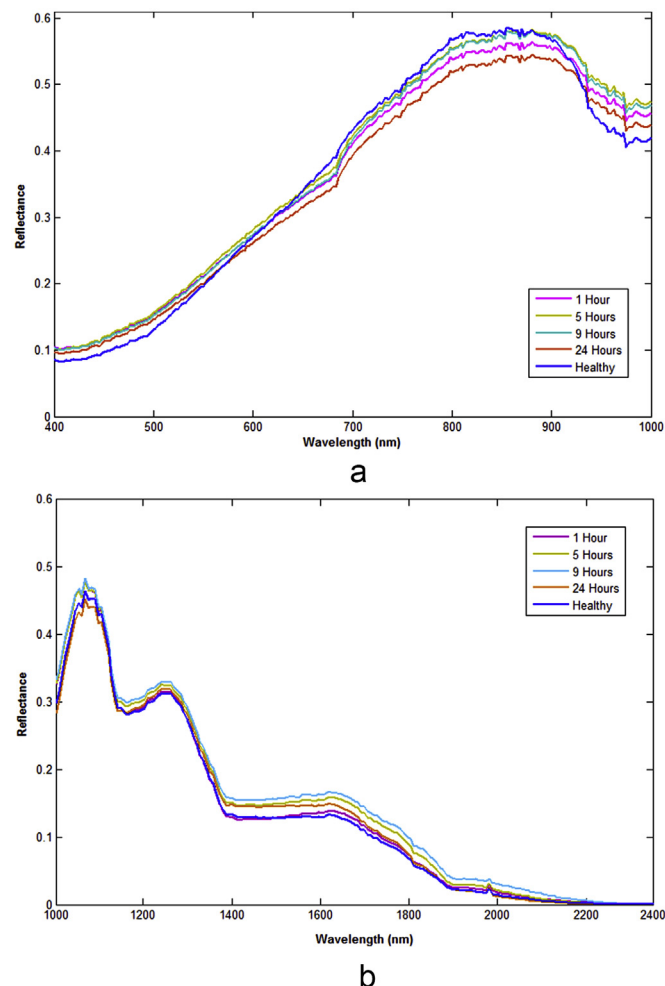 0.6
0.5
0.4
0.3
0.2
0.1
0
Reflectance
1 Hour
5 Hours
9 Hours
24 Hours
Healthy
400 500 600 700 800 900 1000
Wavelength (nm)
a
0.6
0.5
0.4
0.3
0.2
0.1
0
Reflectance
1 Hour
5 Hours
9 Hours
24 Hours
Healthy
1000 1200 1400 1600 1800 2000 2200 2400
Wavelength (nm)
b